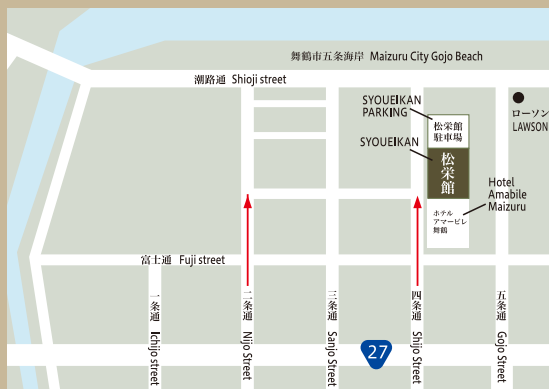 舞鶴市五条海岸 Maizuru City Gojo Beach
潮路通 Shioji street
SYOUEIKAN
PARKING
松栄館
駐車場
ローソン
LAWSON
SYOUEIKAN
松栄館
Hotel
Amabile
Maizuru
ホテル
アマービレ
舞鶴
富士通 Fuji street
一条通 Ichijo street
二条通 Nijo Street
三条通 Sanjo Street
四条通 Shijo Street
五条通 Gojo Street
27